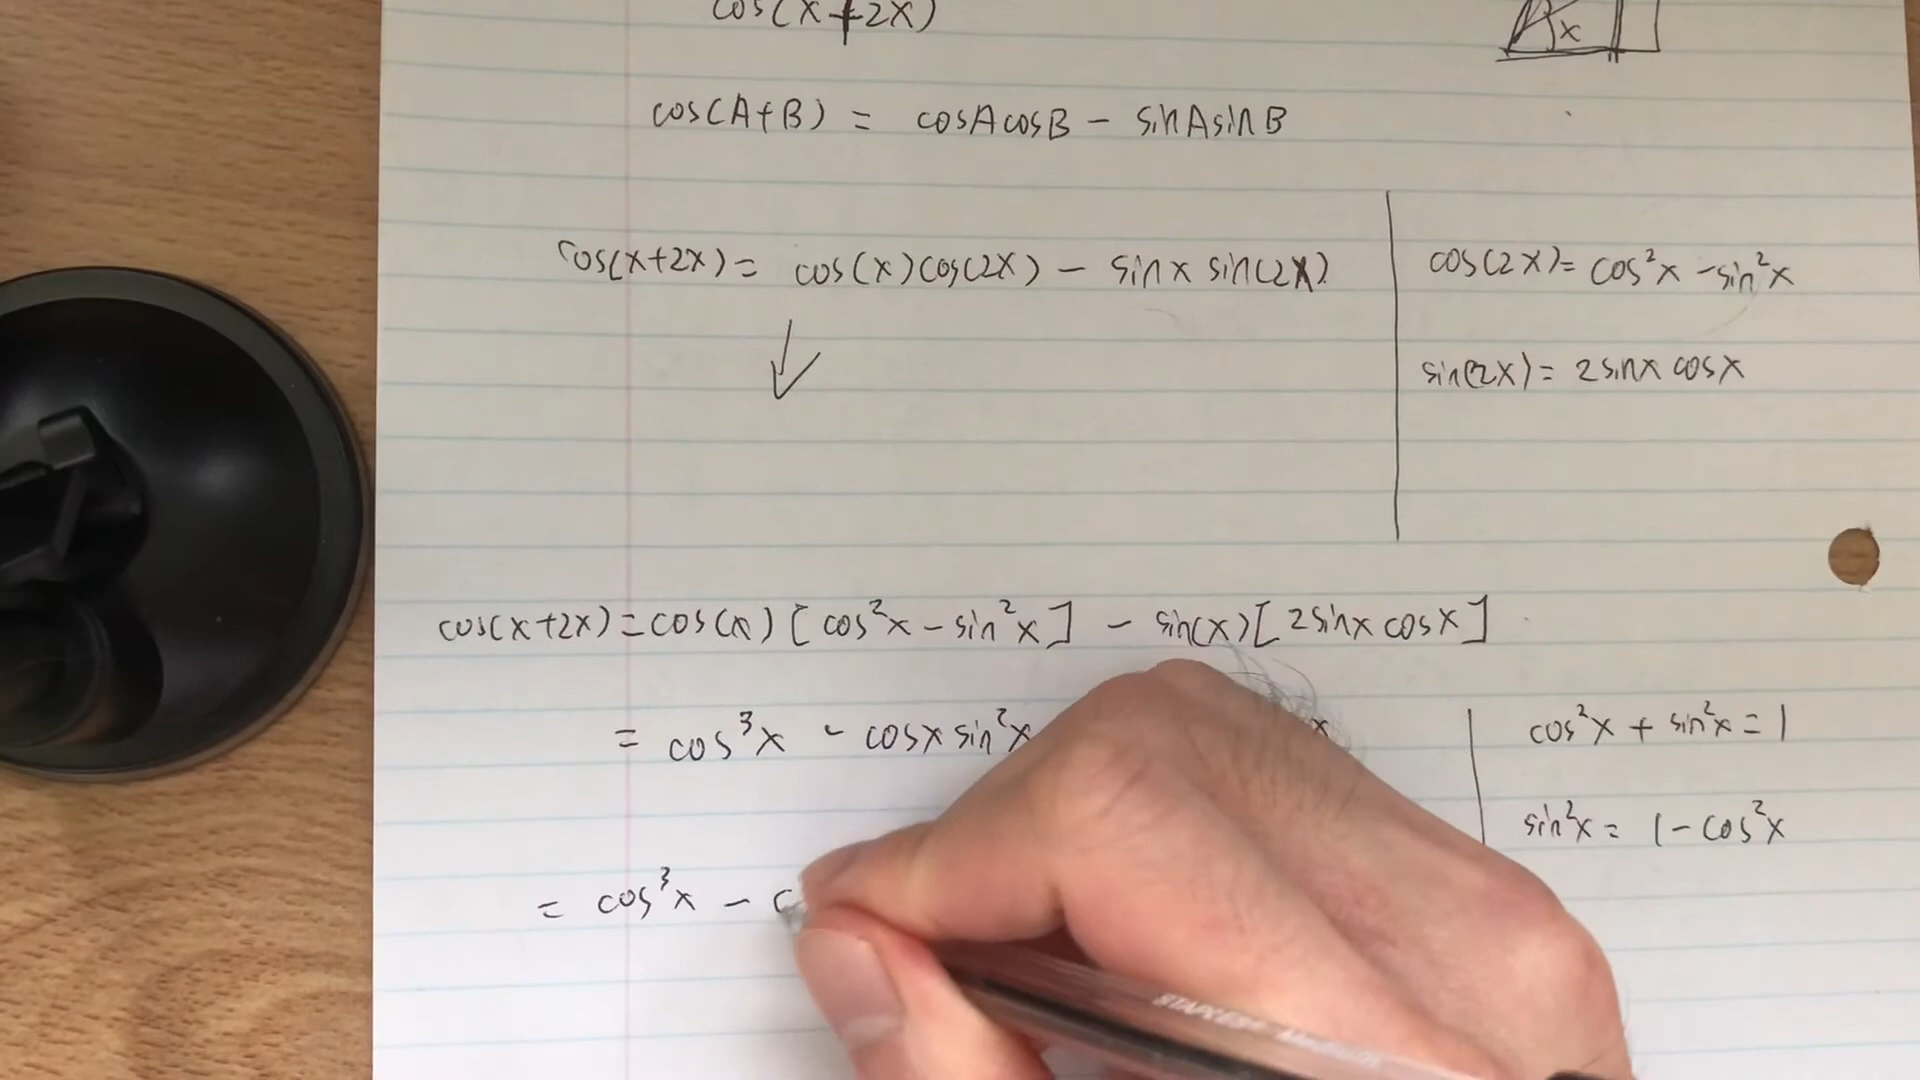 cos(x+2x)
x
cos(A+B) = cosAcosB - sinAsinB
cos(x+2x) = cos(x)cos(2x) - sinx sin(2x)
cos(2x) = cos²x - sin²x
sin(2x) = 2sinx cosx
cos(x+2x) = cos(x) [cos²x - sin²x] - sin(x)[2sinx cosx]
= cos³x - cosx sin²x
x
cos²x + sin²x = 1
sin²x = 1 - cos²x
= cos³x - c
STAPLES